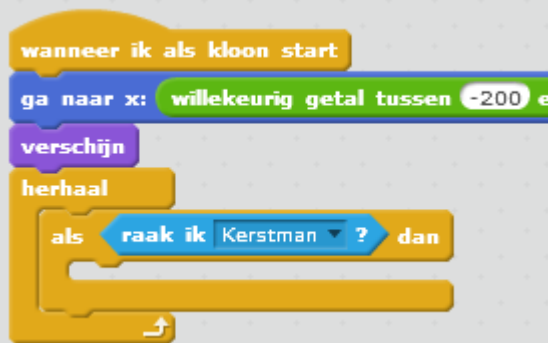 wanneer ik als kloon start
ga naar x: willekeurig getal tussen -200 e
verschijn
herhaal
als raak ik Kerstman ? dan